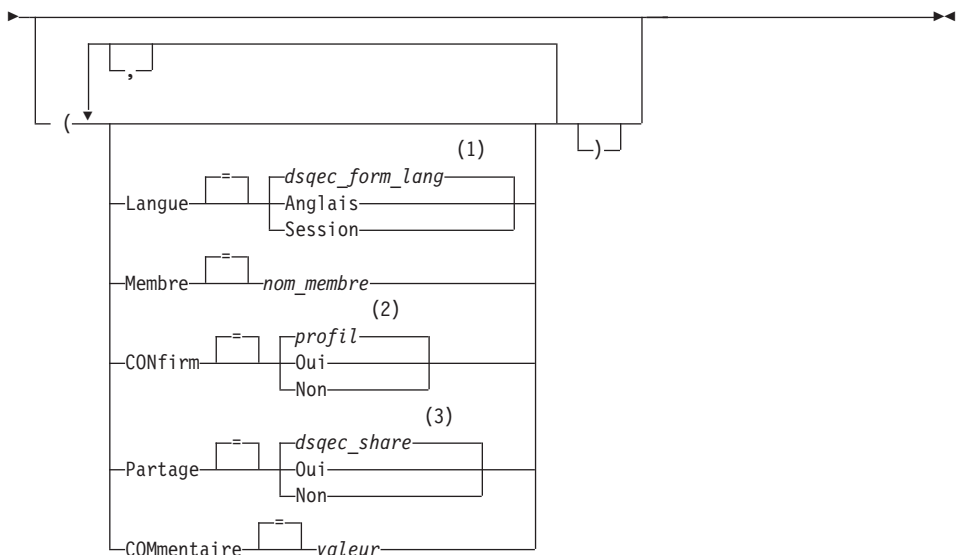 ,
(
)
(1)
= dsqec_form_lang
Langue = Anglais
Session
=
Membre nom_membre
(2)
= profil
CONfirm Oui
Non
(3)
= dsqec_share
Partage Oui
Non
=
COMmentaire valeur